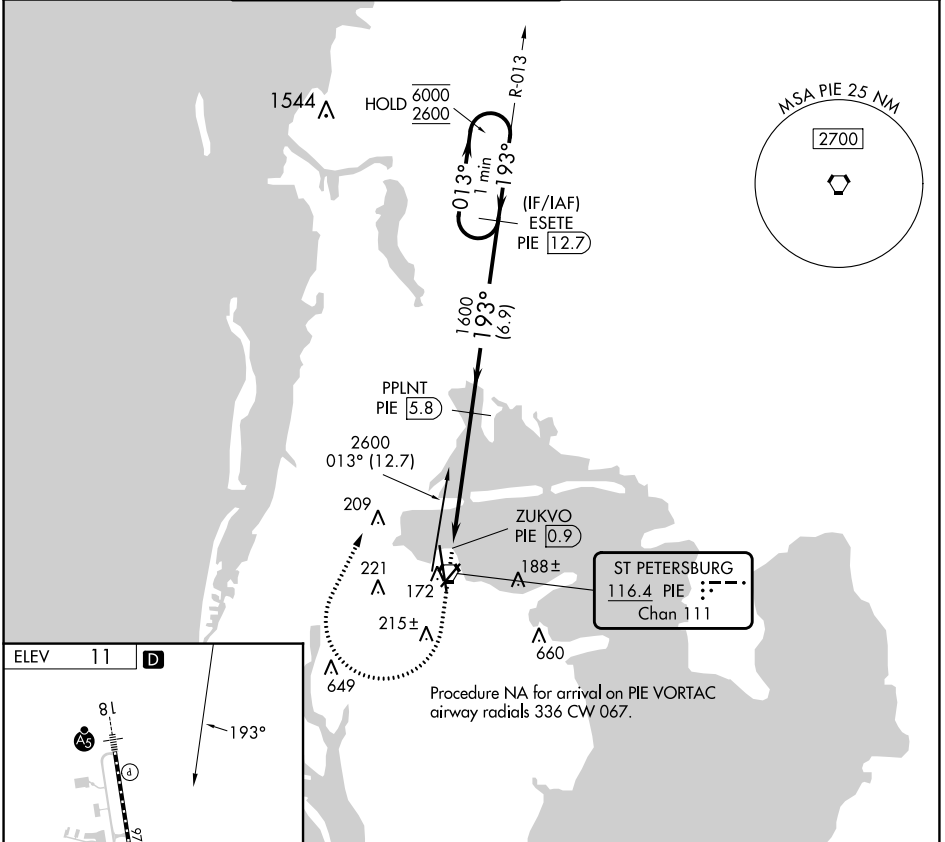 1544
HOLD
6000
2600
R-013
013°
1 min
193°
MSA PIE 25 NM
2700
(IF/IAF)
ESETE
PIE 12.7
1600
193°
(6.9)
PPLNT
PIE 5.8
2600
013° (12.7)
209
ZUKVO
PIE 0.9
221
172
188±
ST PETERSBURG
116.4 PIE
Chan 111
215±
660
649
Procedure NA for arrival on PIE VORTAC
airway radials 336 CW 067.
ELEV 11 D
18
193°
A5
P